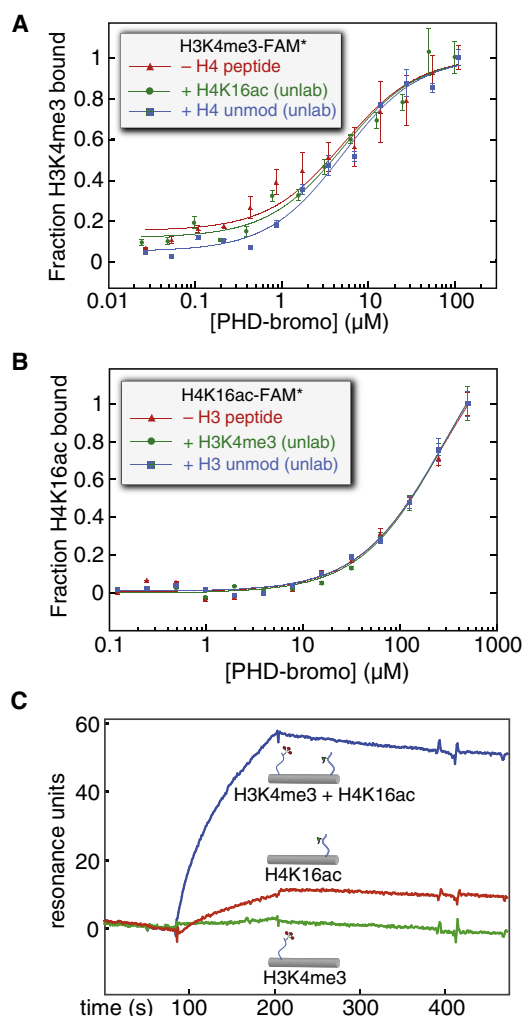 A
H3K4me3-FAM*
– H4 peptide
+ H4K16ac (unlab)
+ H4 unmod (unlab)
Fraction H3K4me3 bound
1
0.8
0.6
0.4
0.2
0
0.01 0.1 1 10 100
[PHD-bromo] (μM)
B
H4K16ac-FAM*
– H3 peptide
+ H3K4me3 (unlab)
+ H3 unmod (unlab)
Fraction H4K16ac bound
1
0.8
0.6
0.4
0.2
0
0.1 1 10 100 1000
[PHD-bromo] (μM)
C
resonance units
60
40
20
0
H3K4me3 + H4K16ac
H4K16ac
H3K4me3
time (s) 100 200 300 400